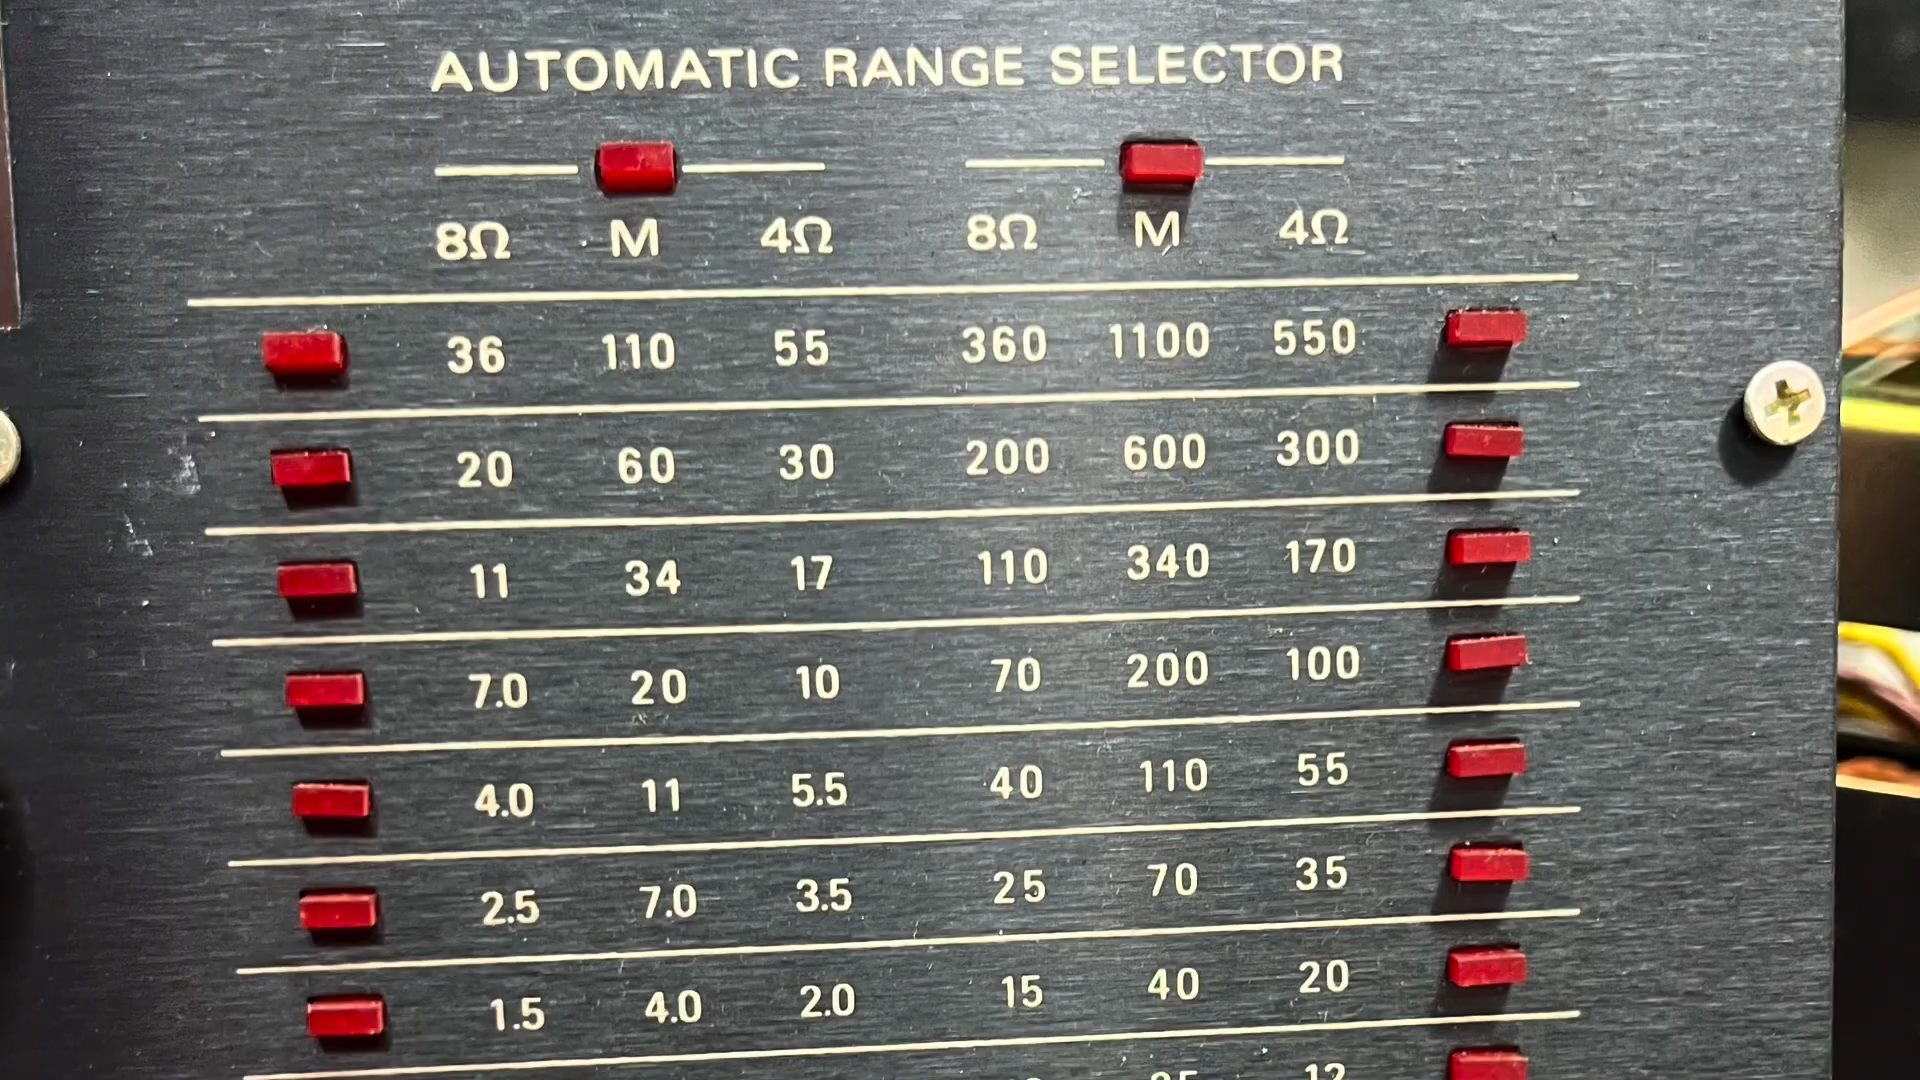 AUTOMATIC RANGE SELECTOR
8Ω M 4Ω 8Ω M 4Ω
36 110 55 360 1100 550
20 60 30 200 600 300
11 34 17 110 340 170
7.0 20 10 70 200 100
4.0 11 5.5 40 110 55
2.5 7.0 3.5 25 70 35
1.5 4.0 2.0 15 40 20
12